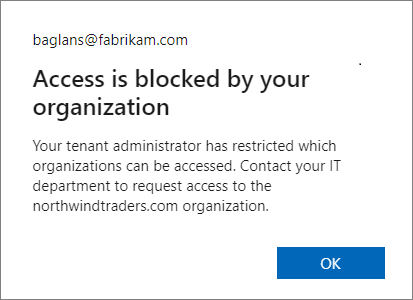 baglans@fabrikam.com
Access is blocked by your
organization
Your tenant administrator has restricted which
organizations can be accessed. Contact your IT
department to request access to the
northwindtraders.com organization.
OK